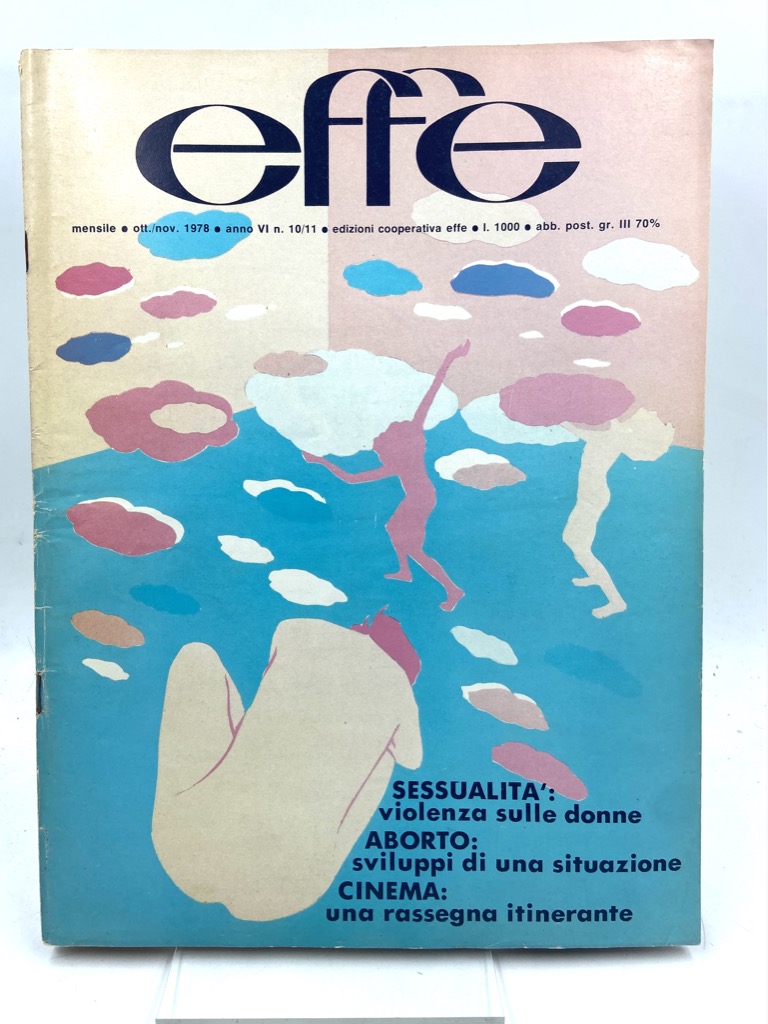 effe
mensile ● ott./nov. 1978 ● anno VI n. 10/11 ● edizioni cooperativa effe ● l. 1000 ● abb. post. gr. III 70%
SESSUALITA':
violenza sulle donne
ABORTO:
sviluppi di una situazione
CINEMA:
una rassegna itinerante